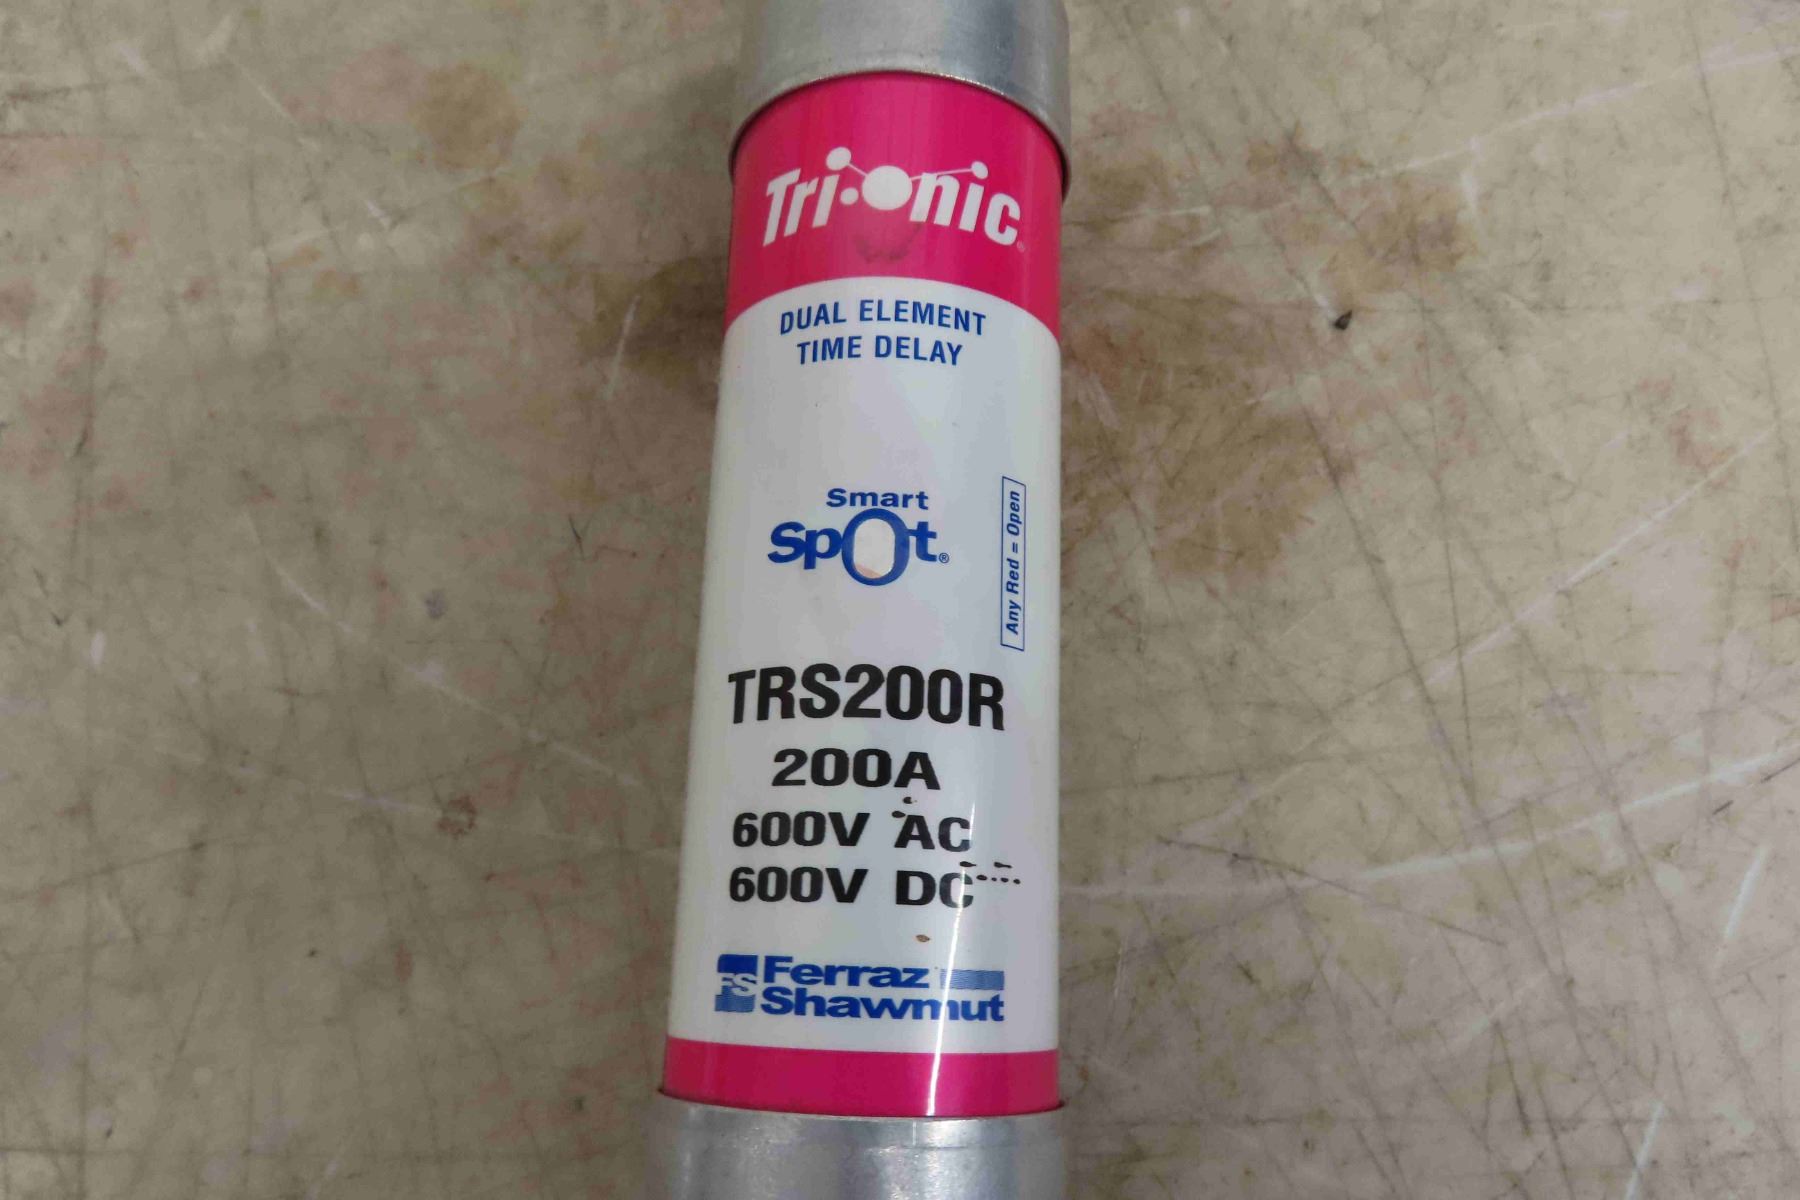 Tri-Onic®
DUAL ELEMENT
TIME DELAY
Smart
Spot®
Any Red = Open
TRS200R
200A
600V AC
600V DC
FS Ferraz
Shawmut